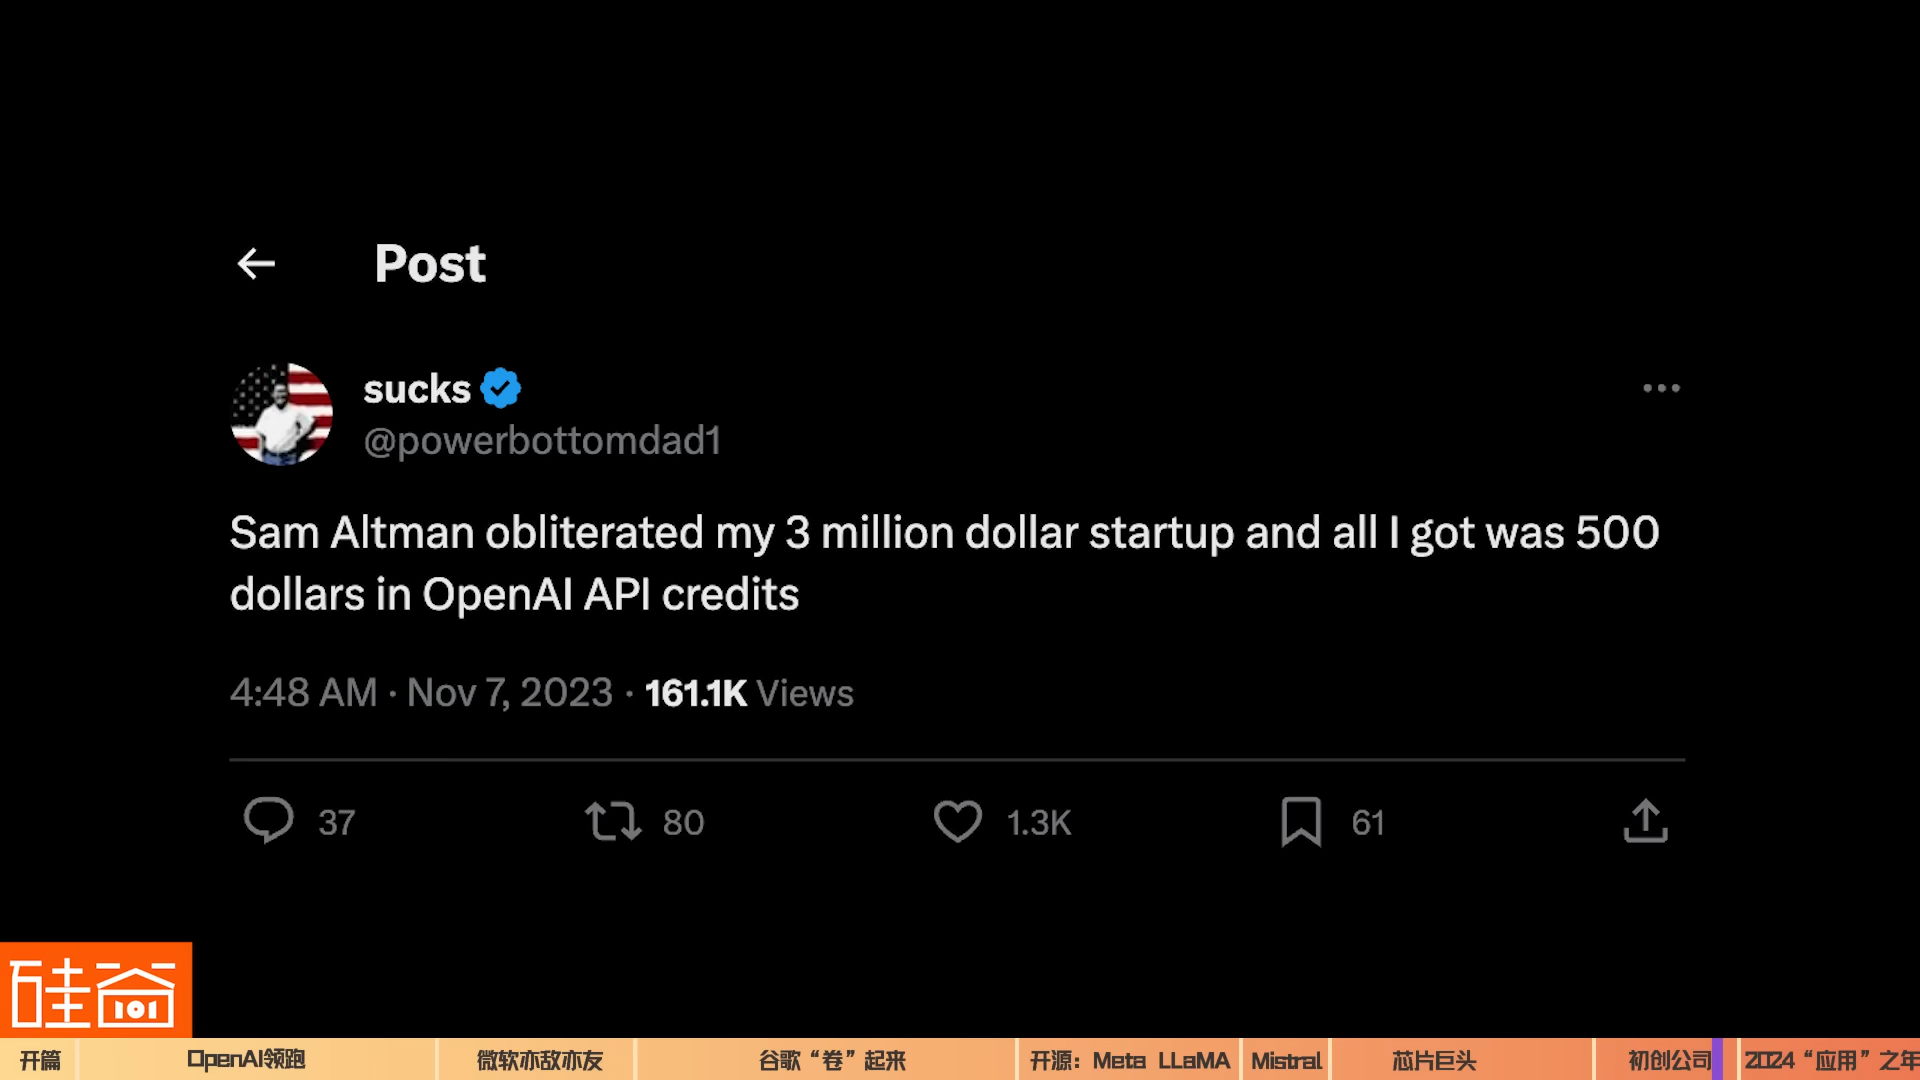 Post
sucks
@powerbottomdad1
Sam Altman obliterated my 3 million dollar startup and all I got was 500
dollars in OpenAI API credits
4:48 AM · Nov 7, 2023 · 161.1K Views
37 80 1.3K 61
硅谷
101
开篇 OpenAI领跑 微软亦敌亦友 谷歌“卷”起来 开源：Meta LLaMA Mistral 芯片巨头 初创公司 2024“应用”之年